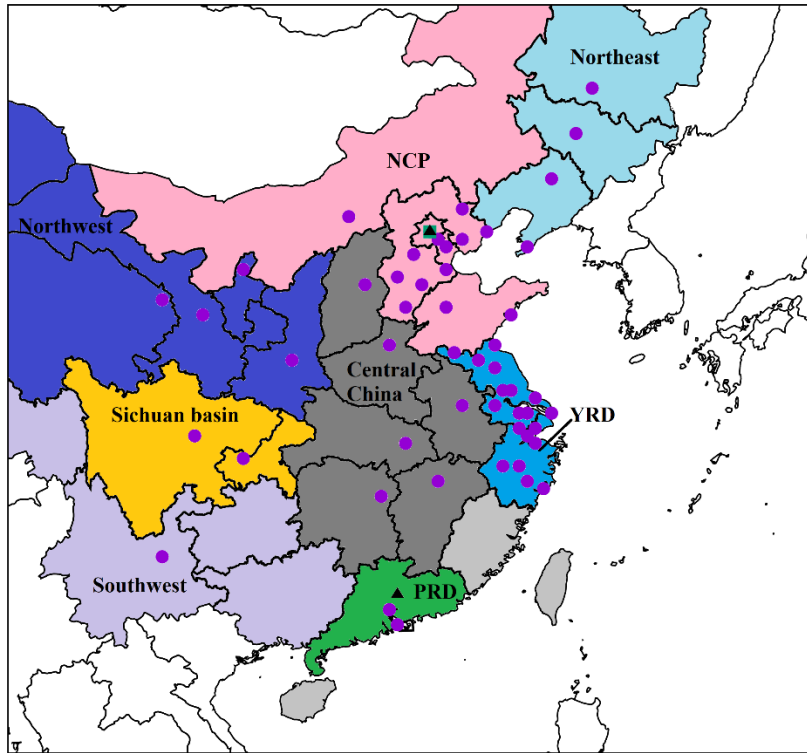 Northeast
NCP
Northwest
Central
China
Sichuan basin
YRD
Southwest
PRD